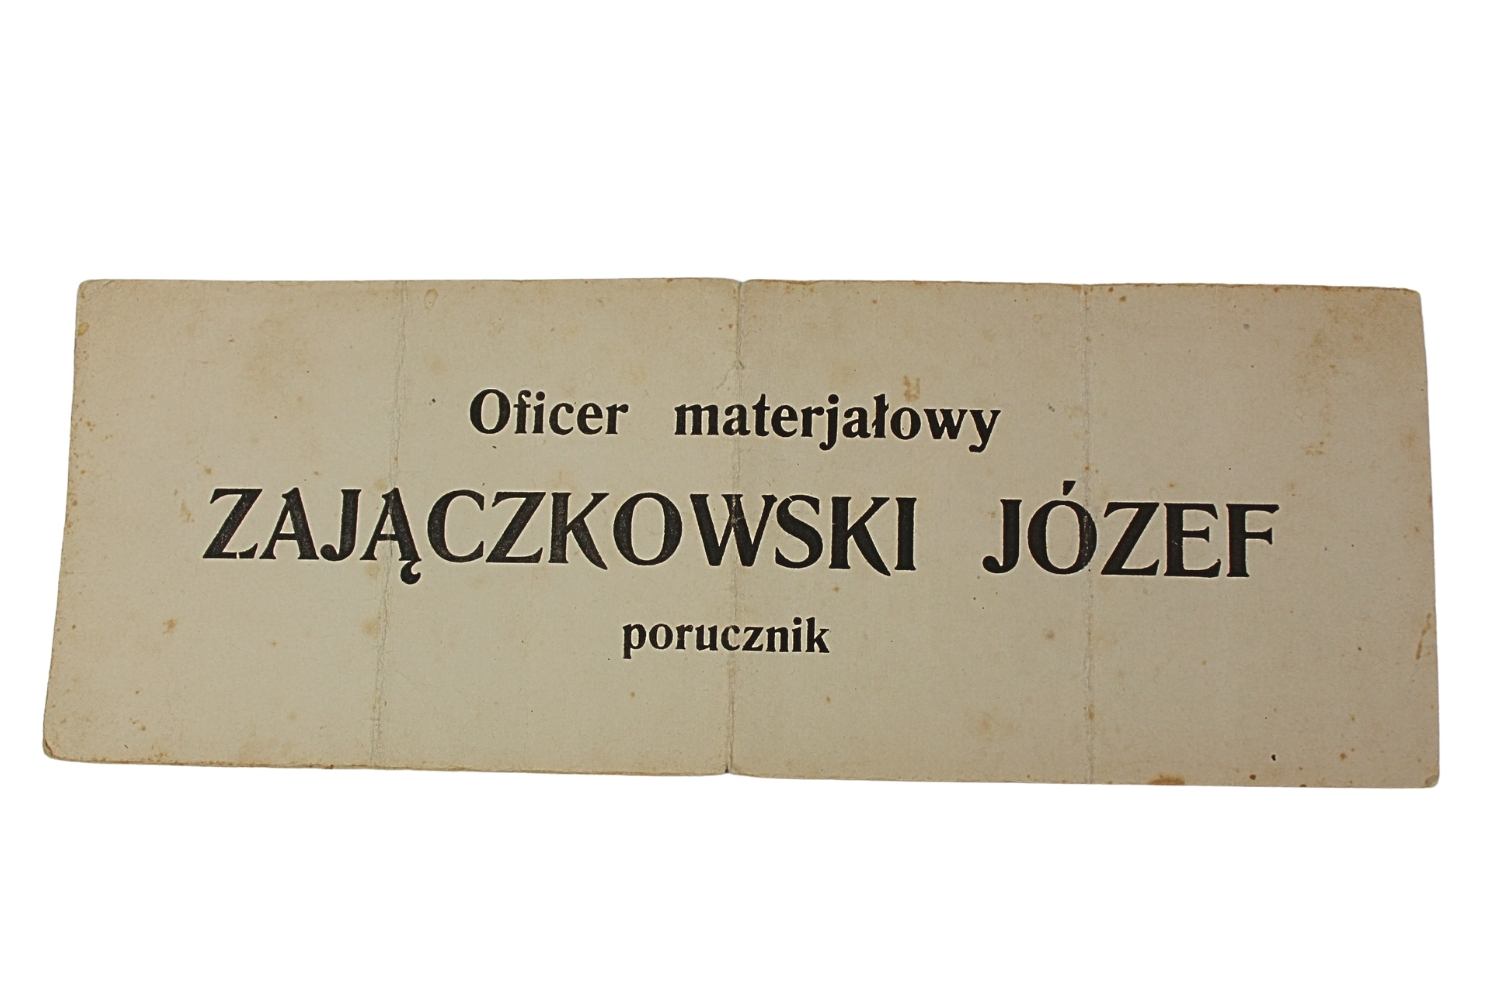 Oficer materjałowy
ZAJĄCZKOWSKI JÓZEF
porucznik